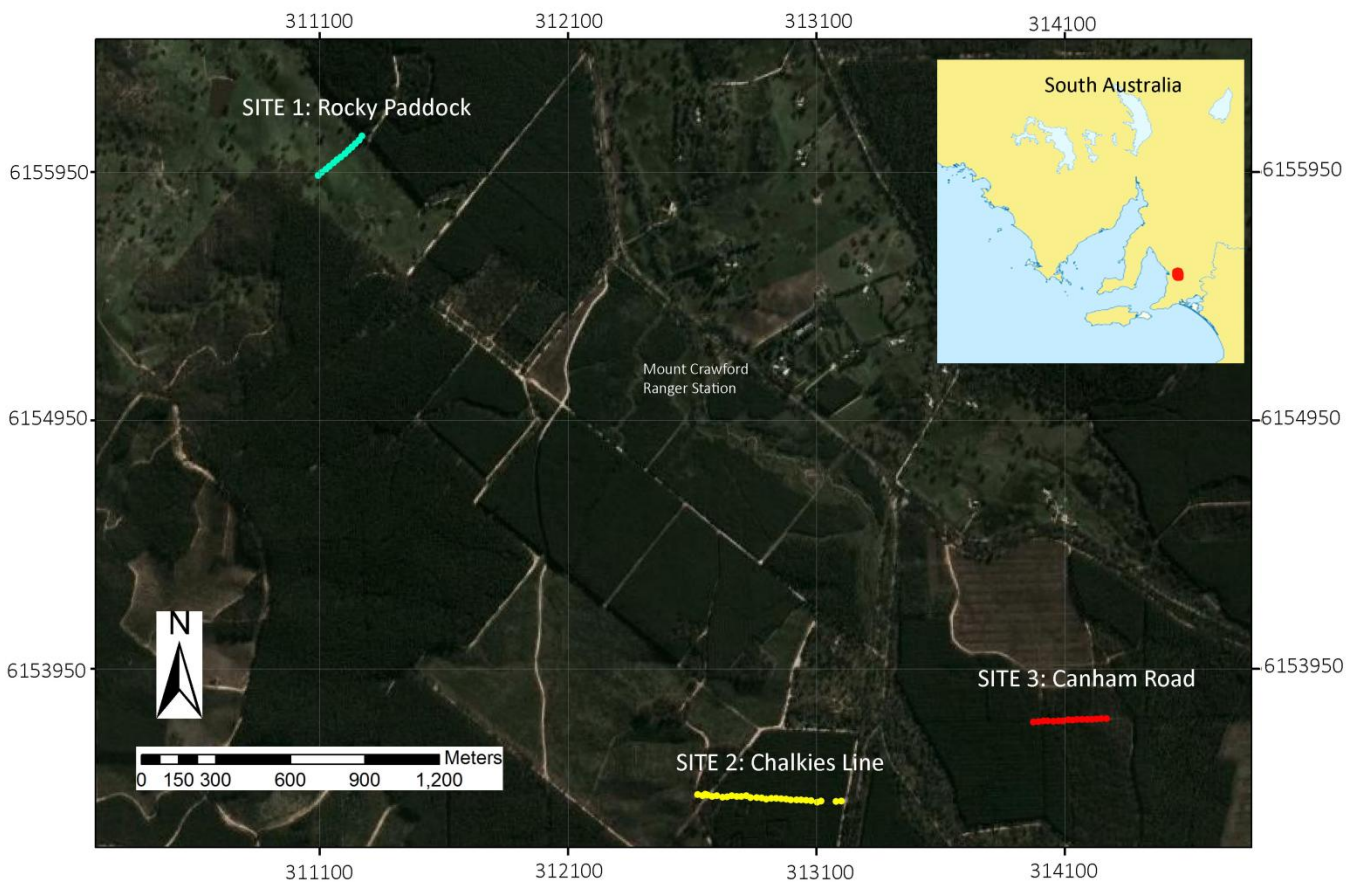 311100
312100
313100
314100
South Australia
SITE 1: Rocky Paddock
6155950
6155950
Mount Crawford
Ranger Station
6154950
6154950
N
6153950
6153950
SITE 3: Canham Road
Meters
SITE 2: Chalkies Line
0 150 300 600 900 1,200
311100
312100
313100
314100